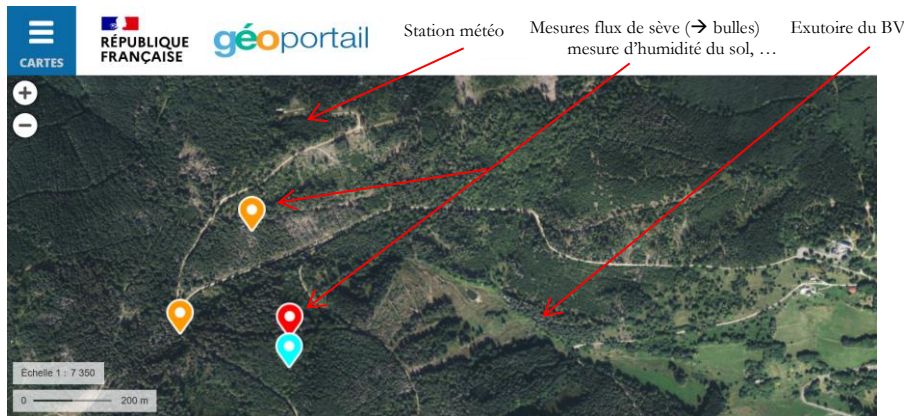 CARTES
RÉPUBLIQUE
FRANÇAISE
géoportail
Station météo
Mesures flux de sève (→ bulles)
mesure d’humidité du sol, …
Exutoire du BV
Échelle 1 : 7 350
0 200 m